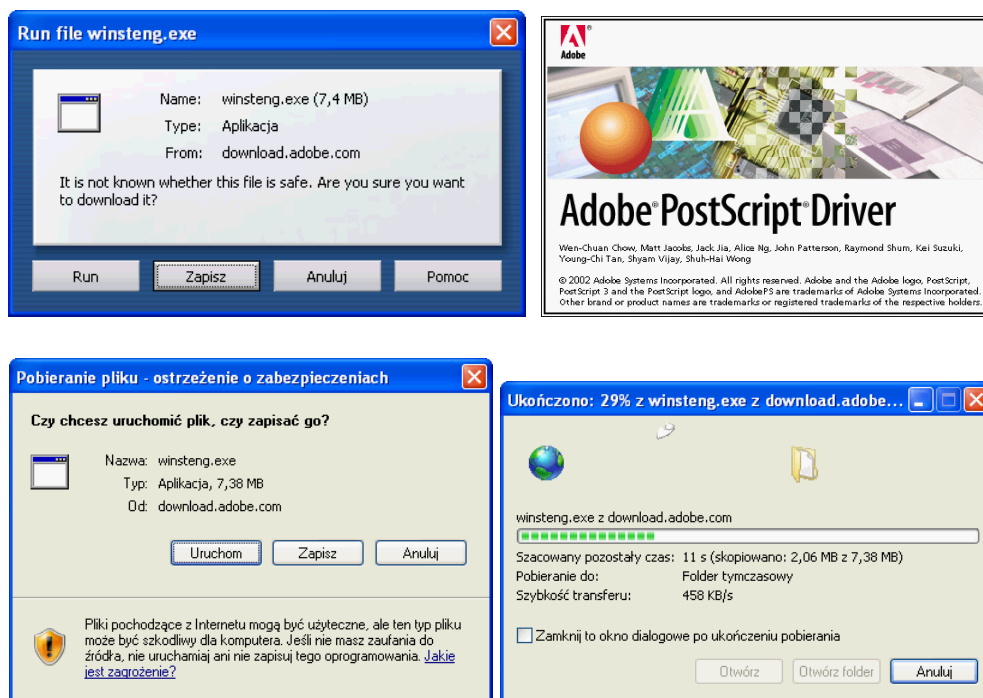 Run file winsteng.exe
Name: winsteng.exe (7,4 MB)
Type: Aplikacja
From: download.adobe.com
It is not known whether this file is safe. Are you sure you want
to download it?
Run Zapisz Anuluj Pomoc
Adobe®
Adobe® PostScript® Driver
Wen-Chuan Chow, Matt Jacobs, Jack Jia, Alice Ng, John Patterson, Raymond Shum, Kei Suzuki,
Young-Chi Tan, Shyam Vijay, Shuh-Hai Wong
© 2002 Adobe Systems Incorporated. All rights reserved. Adobe and the Adobe logo, PostScript,
PostScript 3 and the PostScript logo, and AdobePS are trademarks of Adobe Systems Incorporated.
Other brand or product names are trademarks or registered trademarks of the respective holders.
Pobieranie pliku - ostrzeżenie o zabezpieczeniach
Czy chcesz uruchomić plik, czy zapisać go?
Nazwa: winsteng.exe
Typ: Aplikacja, 7,38 MB
Od: download.adobe.com
Uruchom Zapisz Anuluj
Pliki pochodzące z Internetu mogą być użyteczne, ale ten typ pliku
może być szkodliwy dla komputera. Jeśli nie masz zaufania do
źródła, nie uruchamiaj ani nie zapisuj tego oprogramowania. Jakie
jest zagrożenie?
Ukończono: 29% z winsteng.exe z download.adobe...
winsteng.exe z download.adobe.com
Szacowany pozostały czas: 11 s (skopiowano: 2,06 MB z 7,38 MB)
Pobieranie do: Folder tymczasowy
Szybkość transferu: 458 KB/s
Zamknij to okno dialogowe po ukończeniu pobierania
Otwórz Otwórz folder Anuluj